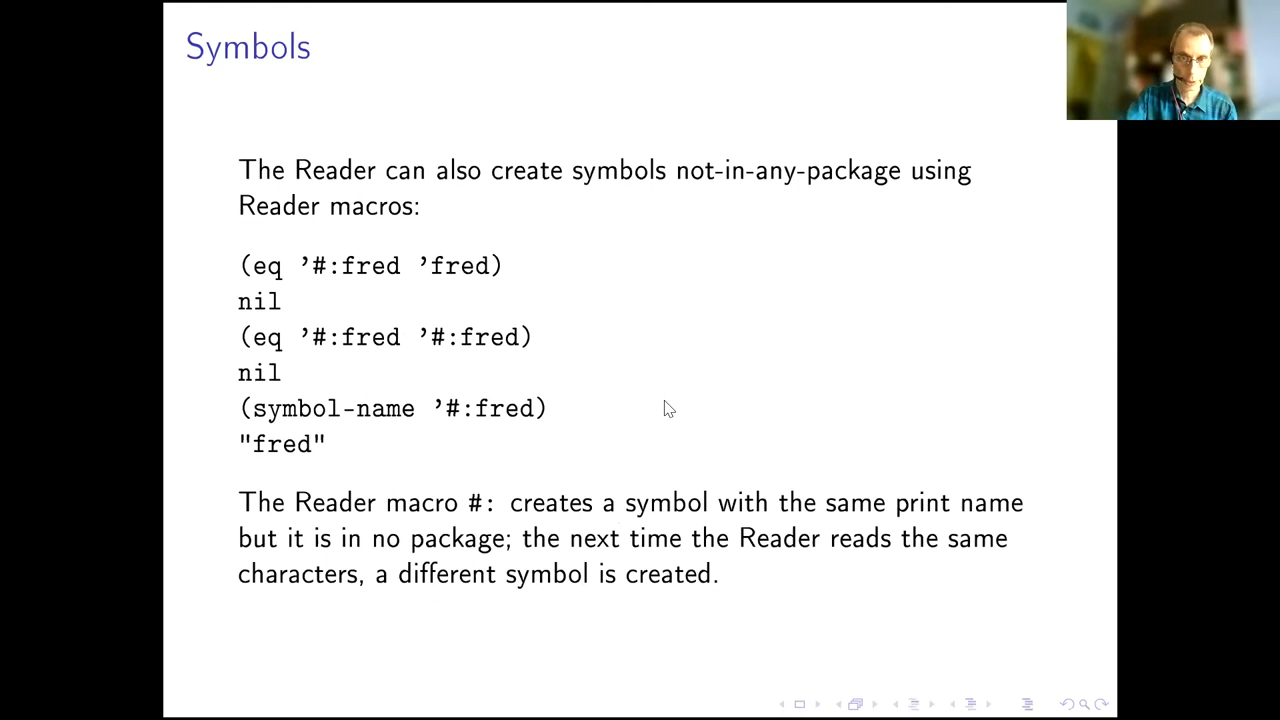 Symbols
The Reader can also create symbols not-in-any-package using
Reader macros:
(eq ’#:fred ’fred)
nil
(eq ’#:fred ’#:fred)
nil
(symbol-name ’#:fred)
"fred"
The Reader macro #: creates a symbol with the same print name
but it is in no package; the next time the Reader reads the same
characters, a different symbol is created.